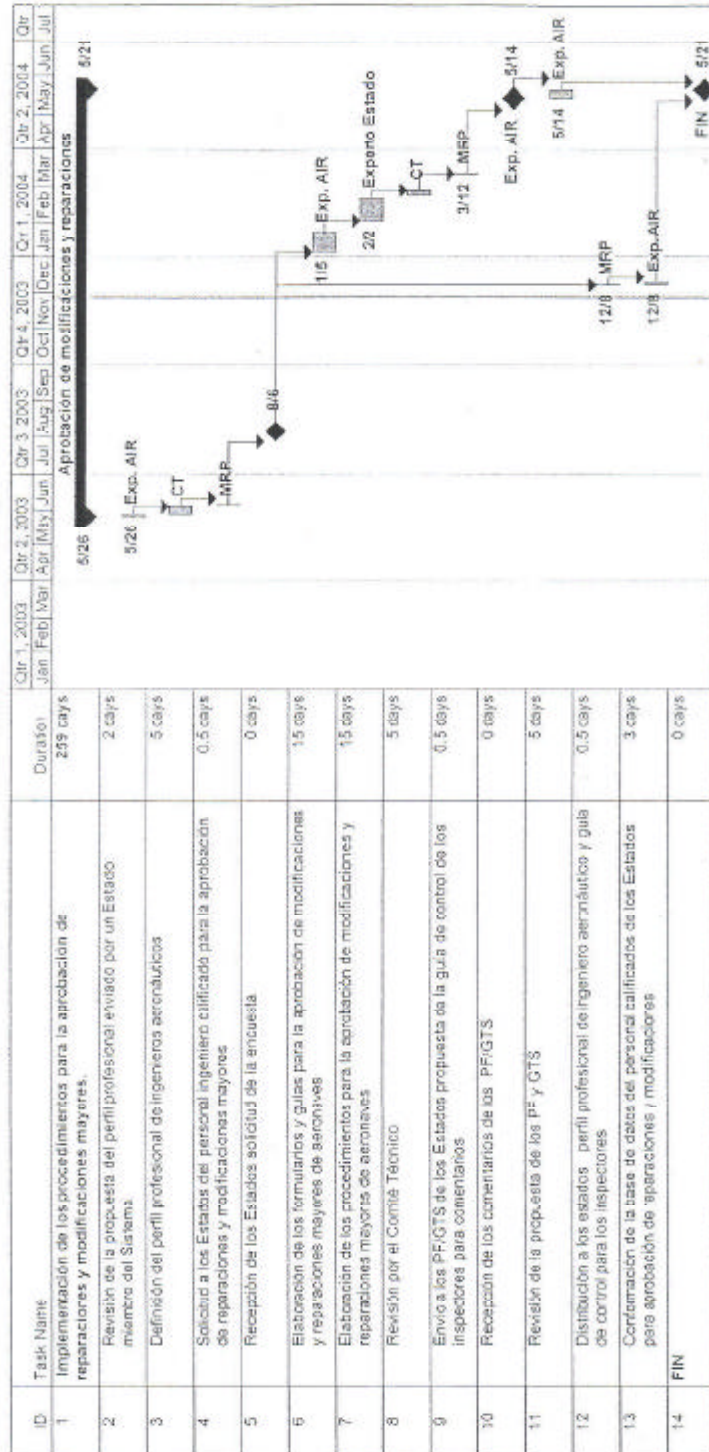 ID Task Name Duration
Qtr 1, 2003 Qtr 2, 2003 Qtr 3, 2003 Qtr 4, 2003 Qtr 1, 2004 Qtr 2, 2004 Qtr
Jan Feb Mar Apr May Jun Jul Aug Sep Oct Nov Dec Jan Feb Mar Apr May Jun Jul
1 Implementación de los procedimientos para la aprobación de
reparaciones y modificaciones mayores.
259 days
2 Revisión de la propuesta del perfil profesional enviado por un Estado
miembro del Sistema
2 days
3 Definición del perfil profesional de ingenieros aeronáuticos 5 days
4 Solicitud a los Estados del personal ingeniero calificado para la aprobación
de reparaciones y modificaciones mayores
0.5 days
5 Recepción de los Estados solicitud de la encuesta 0 days
6 Elaboración de los formularios y guías para la aprobación de modificaciones
y reparaciones mayores de aeronaves
15 days
7 Elaboración de los procedimientos para la aprobación de modificaciones y
reparaciones mayores de aeronaves
15 days
8 Revisión por el Comité Técnico 5 days
9 Envío a los PF/GTS de los Estados propuesta de la guía de control de los
inspectores para comentarios
0.5 days
10 Recepción de los comentarios de los PF/GTS 0 days
11 Revisión de la propuesta de los PF y GTS 5 days
12 Distribución a los estados perfil profesional de ingeniero aeronáutico y guía
de control para los inspectores
0.5 days
13 Conformación de la base de datos del personal calificados de los Estados
para aprobación de reparaciones / modificaciones
3 days
14 FIN 0 days
Aprobación de modificaciones y reparaciones
5/26 5/21
5/26 Exp. AIR
CT
MRP
8/6
1/5 Exp. AIR
2/2 Experto Estado
CT
3/12 MRP
Exp. AIR 5/14
5/14 Exp. AIR
12/8 MRP
12/8 Exp. AIR
FIN 5/21